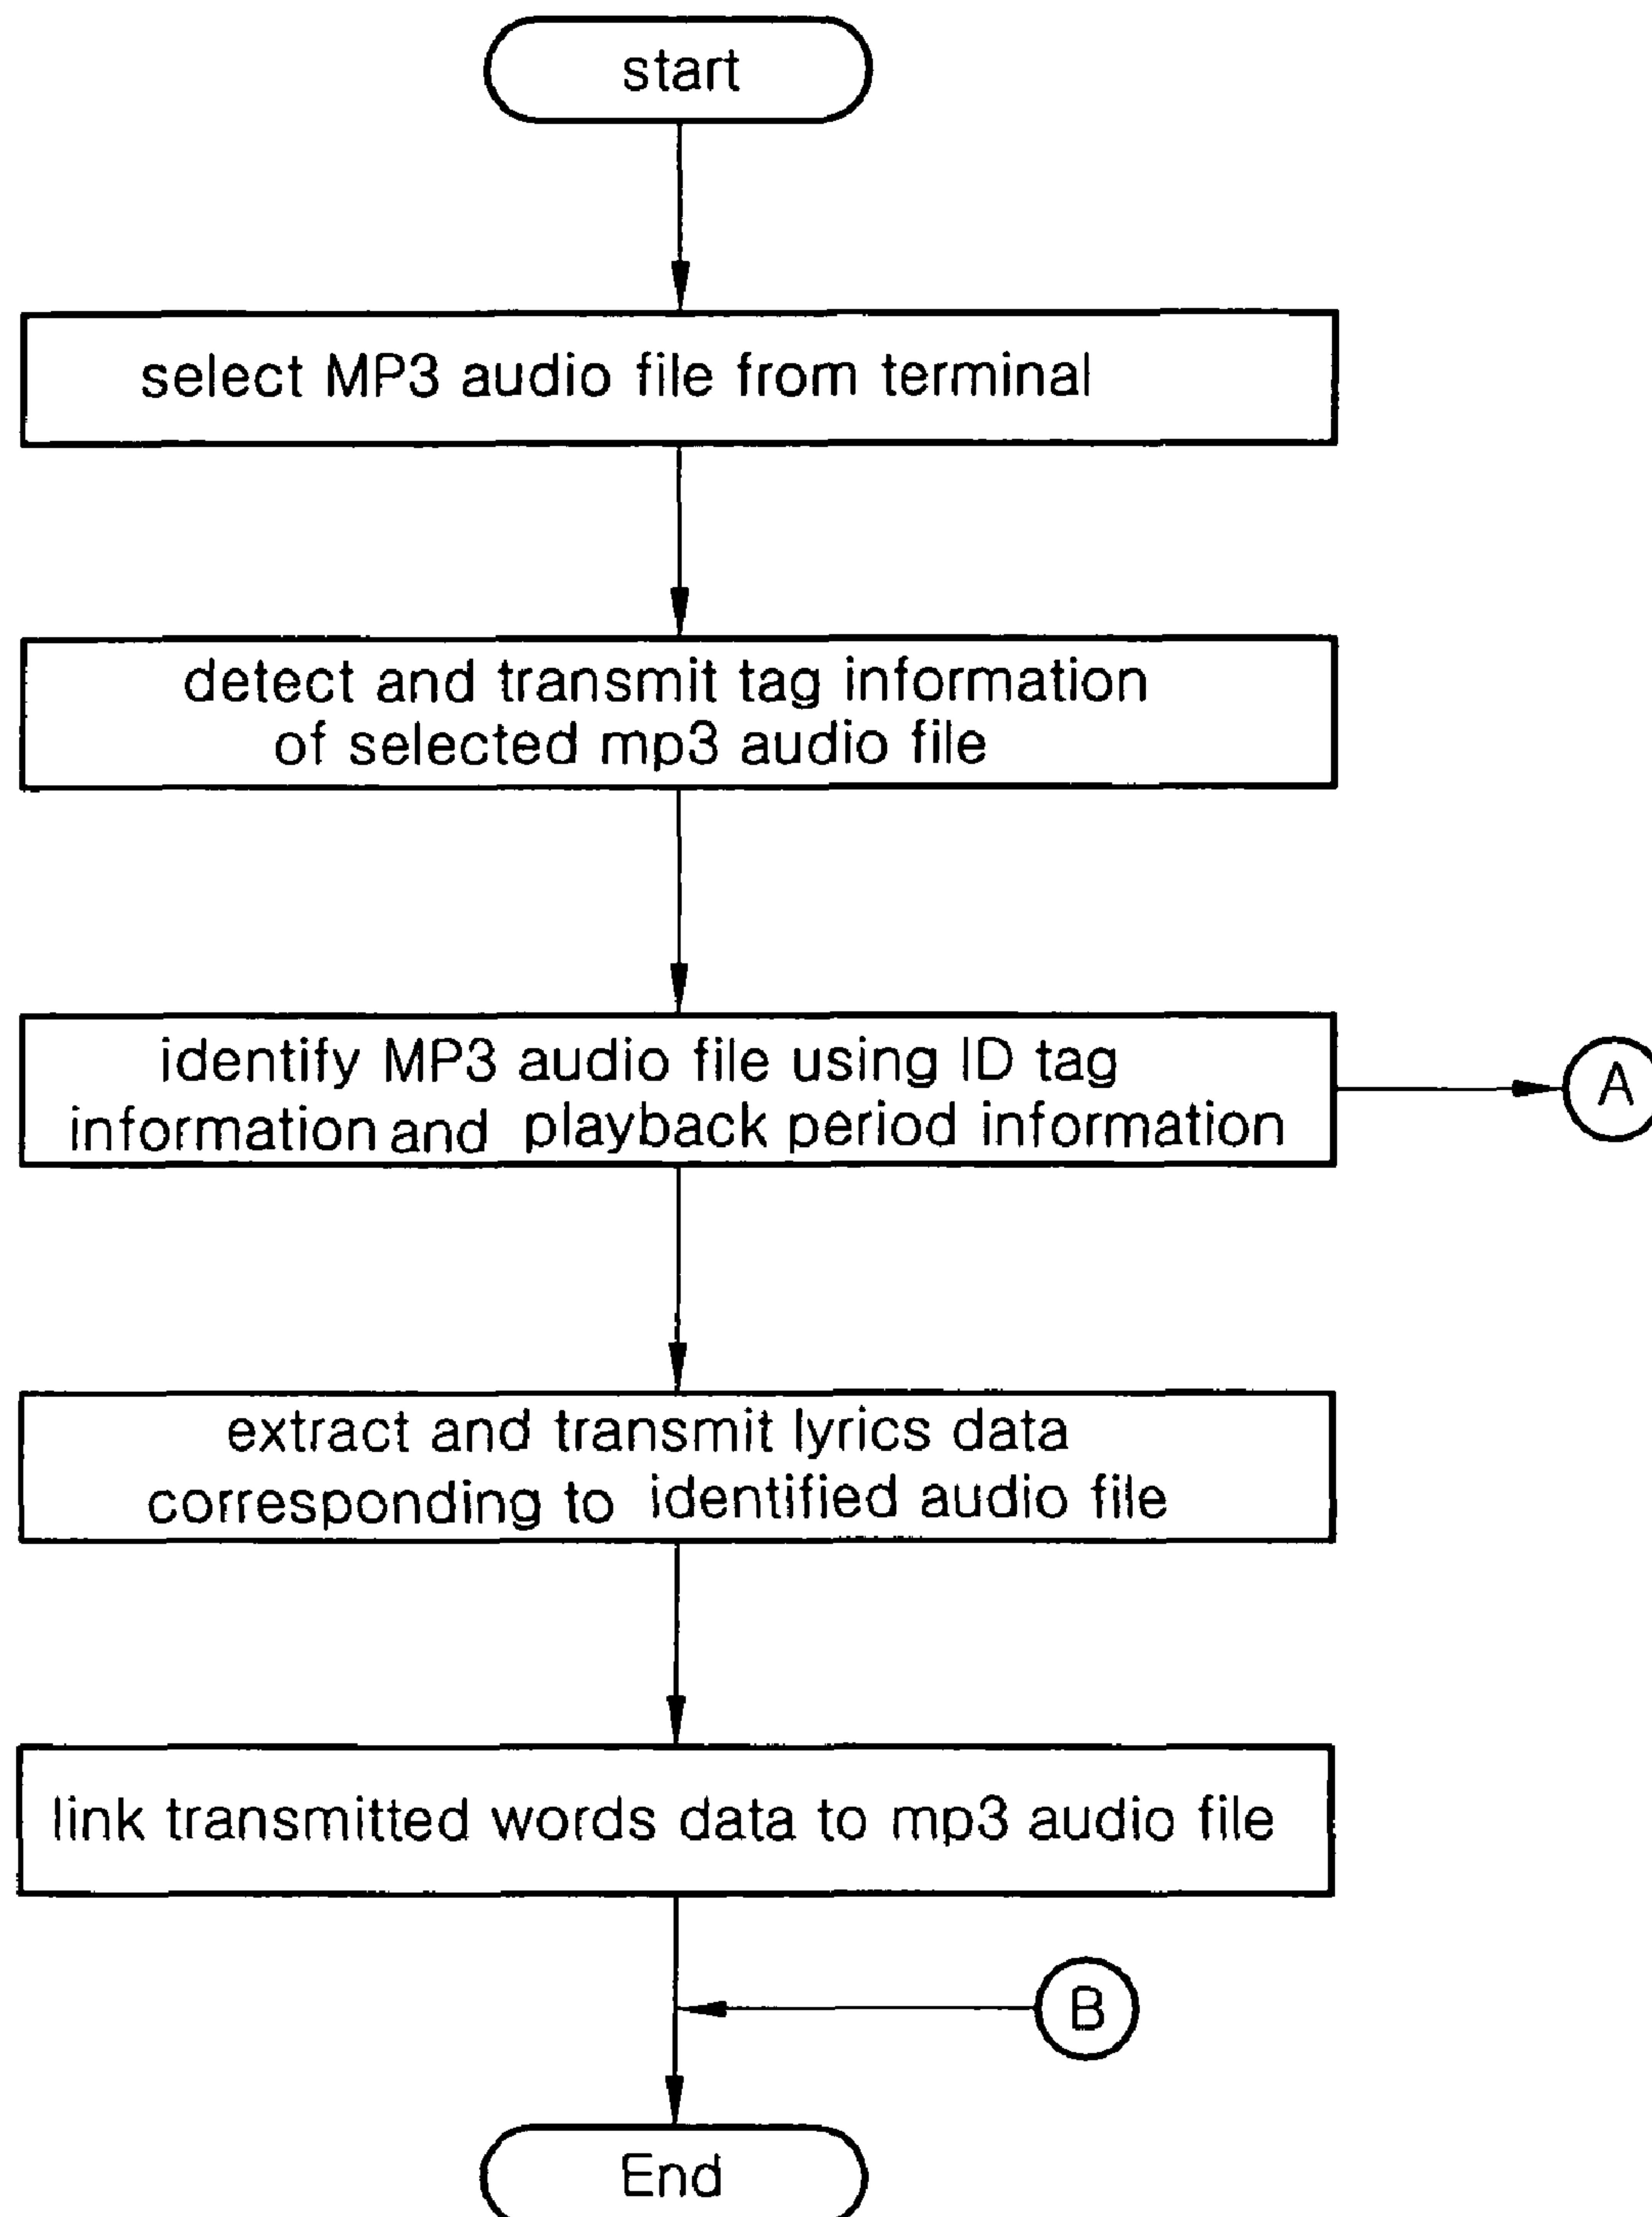 start
select MP3 audio file from terminal
detect and transmit tag information
of selected mp3 audio file
identify MP3 audio file using ID tag
information and playback period information
A
extract and transmit lyrics data
corresponding to identified audio file
link transmitted words data to mp3 audio file
B
End